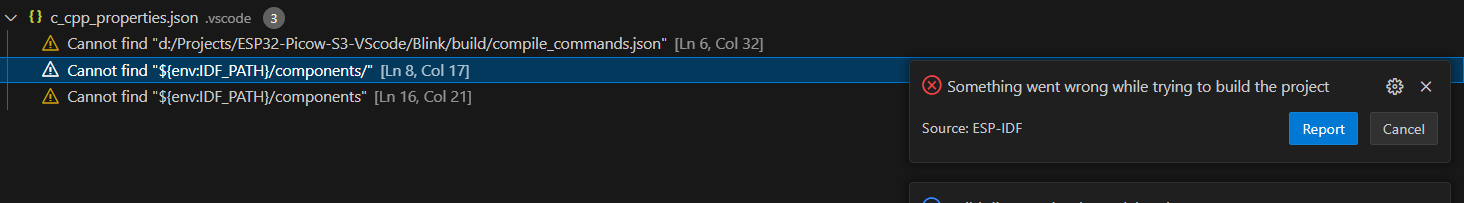 {} c_cpp_properties.json .vscode 3
Cannot find "d:/Projects/ESP32-Picow-S3-VScode/Blink/build/compile_commands.json" [Ln 6, Col 32]
Cannot find "${env:IDF_PATH}/components/" [Ln 8, Col 17]
Cannot find "${env:IDF_PATH}/components" [Ln 16, Col 21]
Something went wrong while trying to build the project
Source: ESP-IDF
Report
Cancel